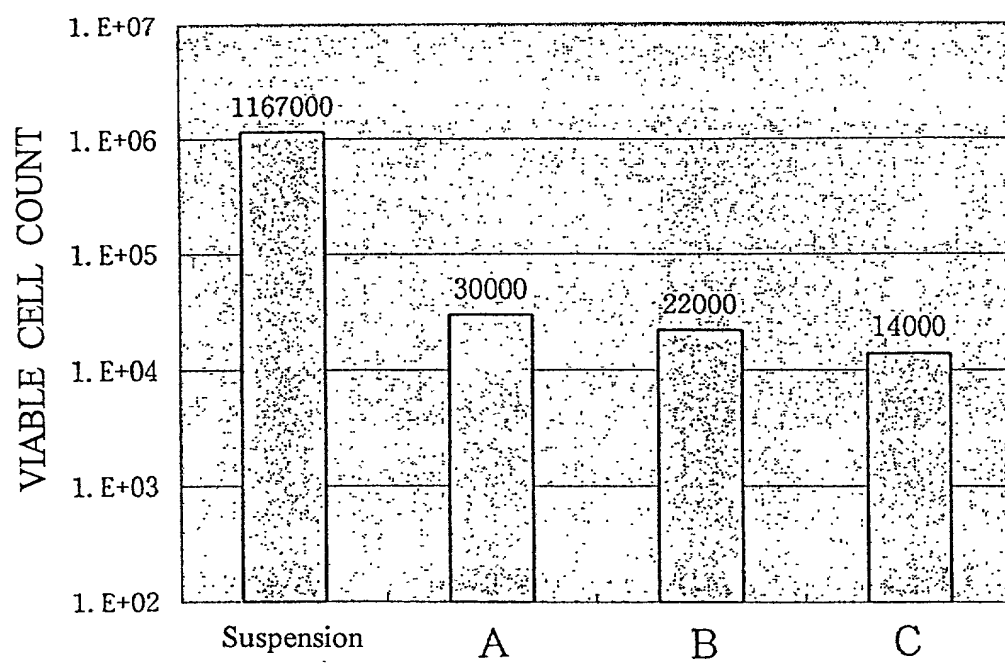 VIABLE CELL COUNT
1.E+07
1.E+06
1.E+05
1.E+04
1.E+03
1.E+02
1167000
30000
22000
14000
Suspension
A
B
C